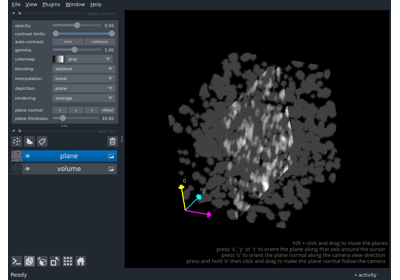 File View Plugins Window Help
opacity: 0.50
contrast limits:
auto-contrast: once continuous
gamma: 1.00
colormap: gray
blending: additive
interpolation: linear
depiction: plane
rendering: average
plane normal: x y z oblique
plane thickness: 10.00
plane
volume
0
shift + click and drag to move the planes
press 'x', 'y' or 'z' to orient the plane along that axis around the cursor
press 'o' to orient the plane normal along the camera view direction
press and hold 'o' then click and drag to make the plane normal follow the camera
Ready
activity